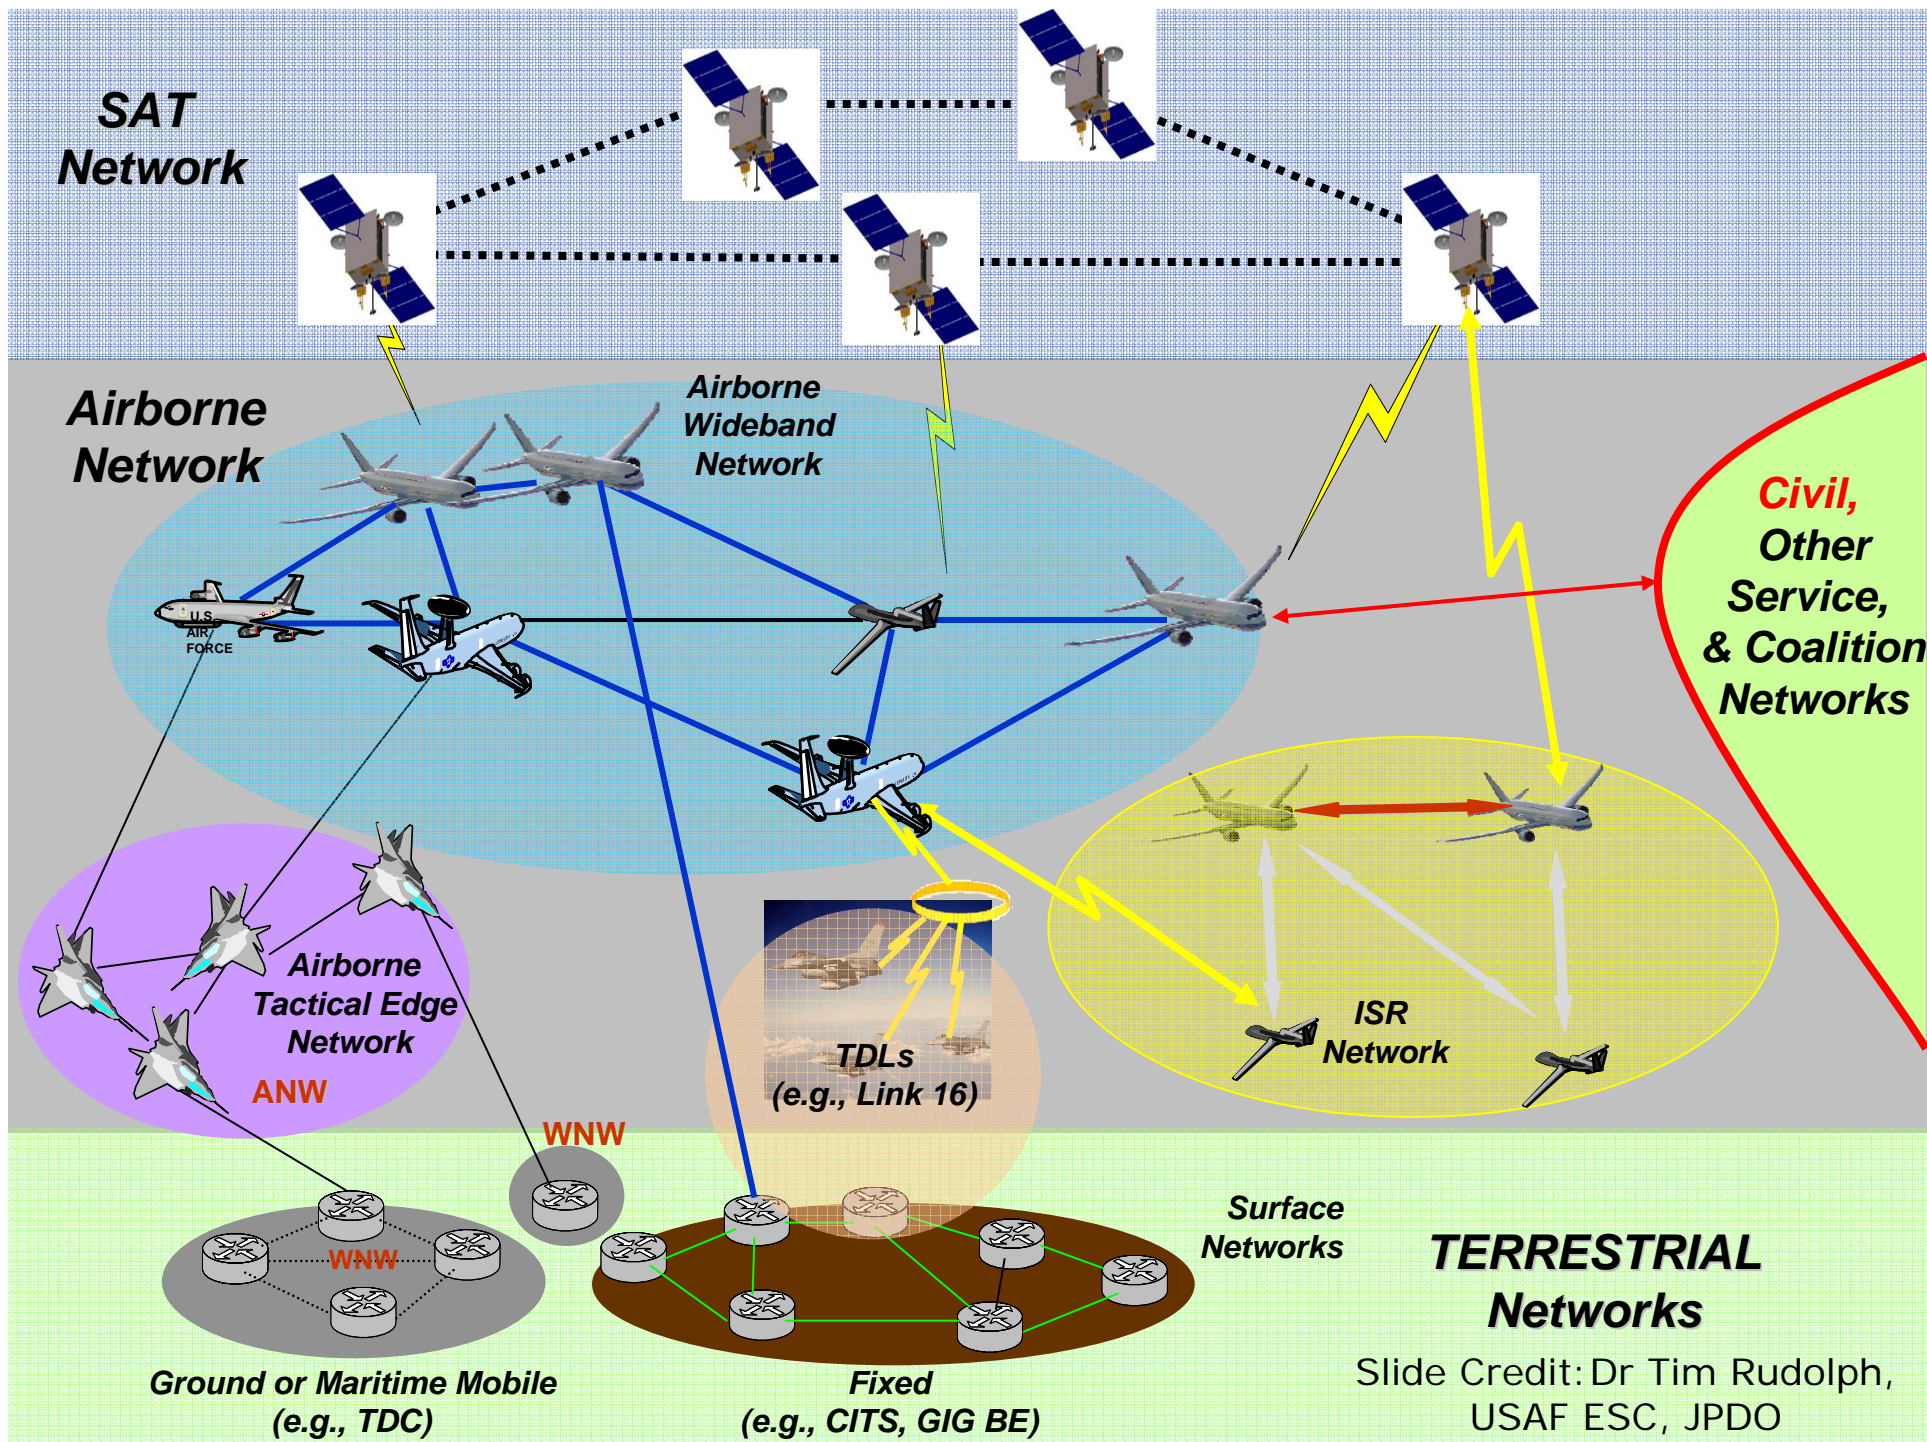 SAT
Network
Airborne
Network
Airborne
Wideband
Network
Civil,
Other
Service,
& Coalition
Networks
U.S.
AIR
FORCE
Airborne
Tactical Edge
Network
ANW
TDLs
(e.g., Link 16)
ISR
Network
WNW
WNW
Surface
Networks
TERRESTRIAL
Networks
Ground or Maritime Mobile
(e.g., TDC)
Fixed
(e.g., CITS, GIG BE)
Slide Credit: Dr Tim Rudolph,
USAF ESC, JPDO